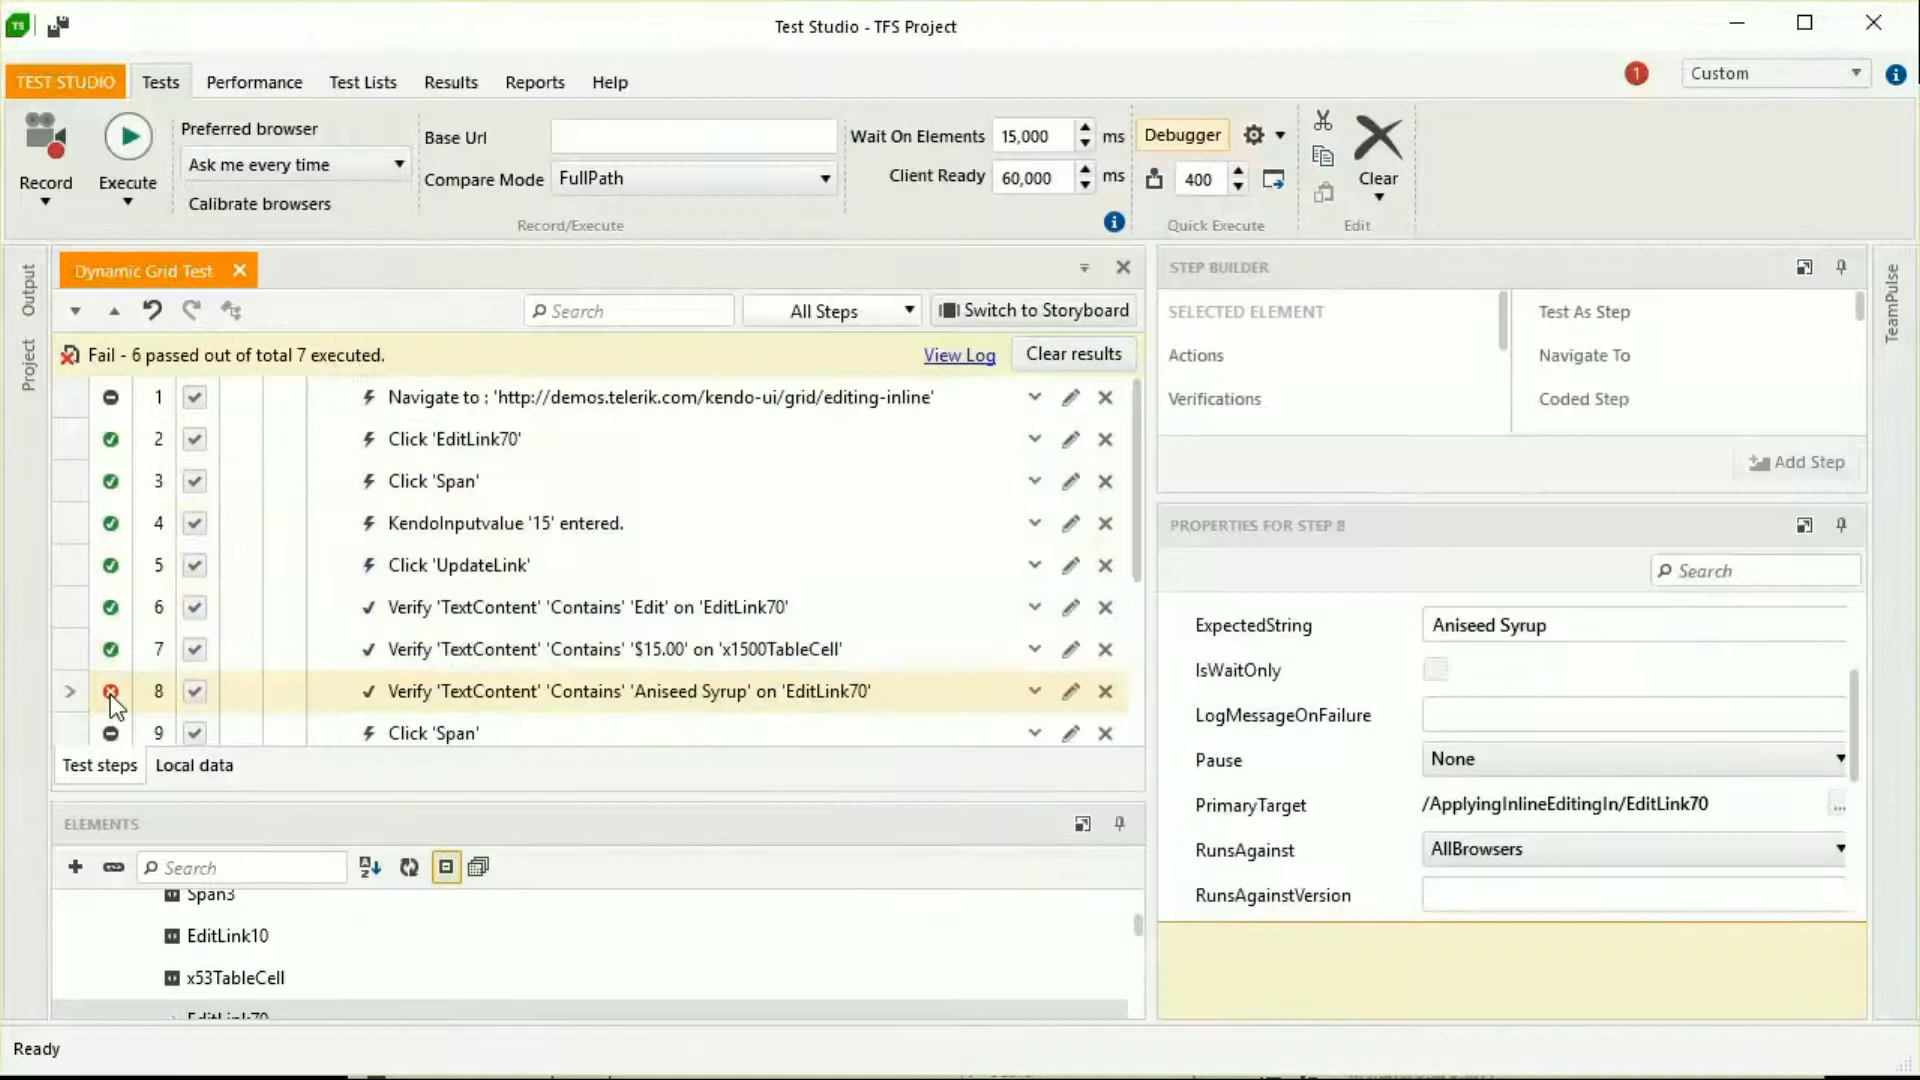 TS
Test Studio - TFS Project
TEST STUDIO
Tests
Performance
Test Lists
Results
Reports
Help
1
Custom
Record
Execute
Preferred browser
Ask me every time
Calibrate browsers
Base Url
Compare Mode
FullPath
Record/Execute
Wait On Elements
15,000
ms
Client Ready
60,000
ms
Debugger
400
Quick Execute
Clear
Edit
Output
Project
Dynamic Grid Test
Search
All Steps
Switch to Storyboard
Fail - 6 passed out of total 7 executed.
View Log
Clear results
1 Navigate to : 'http://demos.telerik.com/kendo-ui/grid/editing-inline'
2 Click 'EditLink70'
3 Click 'Span'
4 KendoInputvalue '15' entered.
5 Click 'UpdateLink'
6 Verify 'TextContent' 'Contains' 'Edit' on 'EditLink70'
7 Verify 'TextContent' 'Contains' '$15.00' on 'x1500TableCell'
8 Verify 'TextContent' 'Contains' 'Aniseed Syrup' on 'EditLink70'
9 Click 'Span'
Test steps
Local data
ELEMENTS
Search
Span3
EditLink10
x53TableCell
EditLink70
STEP BUILDER
SELECTED ELEMENT
Actions
Verifications
Test As Step
Navigate To
Coded Step
Add Step
PROPERTIES FOR STEP 8
Search
ExpectedString
Aniseed Syrup
IsWaitOnly
LogMessageOnFailure
Pause
None
PrimaryTarget
/ApplyingInlineEditingIn/EditLink70
...
RunsAgainst
AllBrowsers
RunsAgainstVersion
TeamPulse
Ready